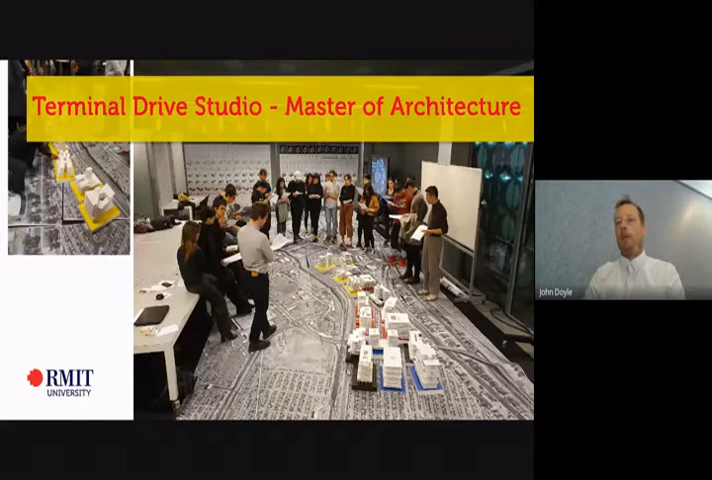 Terminal Drive Studio - Master of Architecture
John Doyle
RMIT
UNIVERSITY